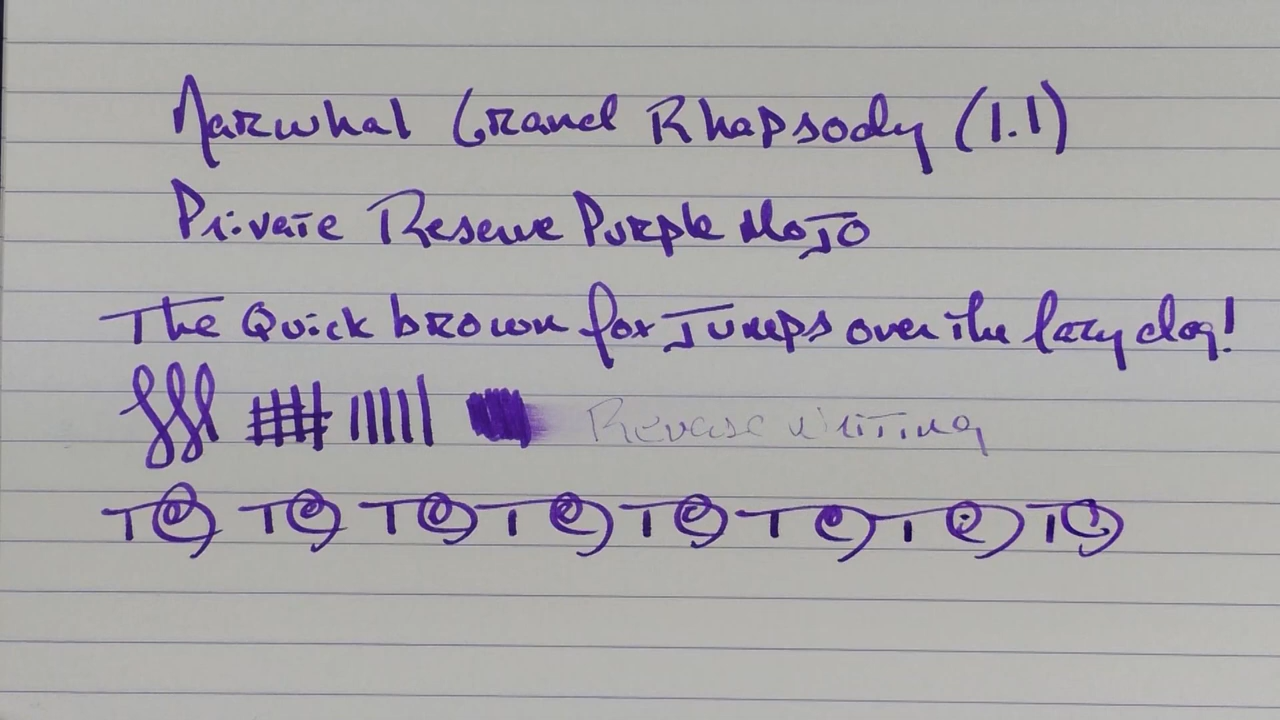 Narwhal Grand Rhapsody (1.1)
Private Reserve Purple Mojo
The Quick brown fox Jumps over the lazy dog!
Reverse writing